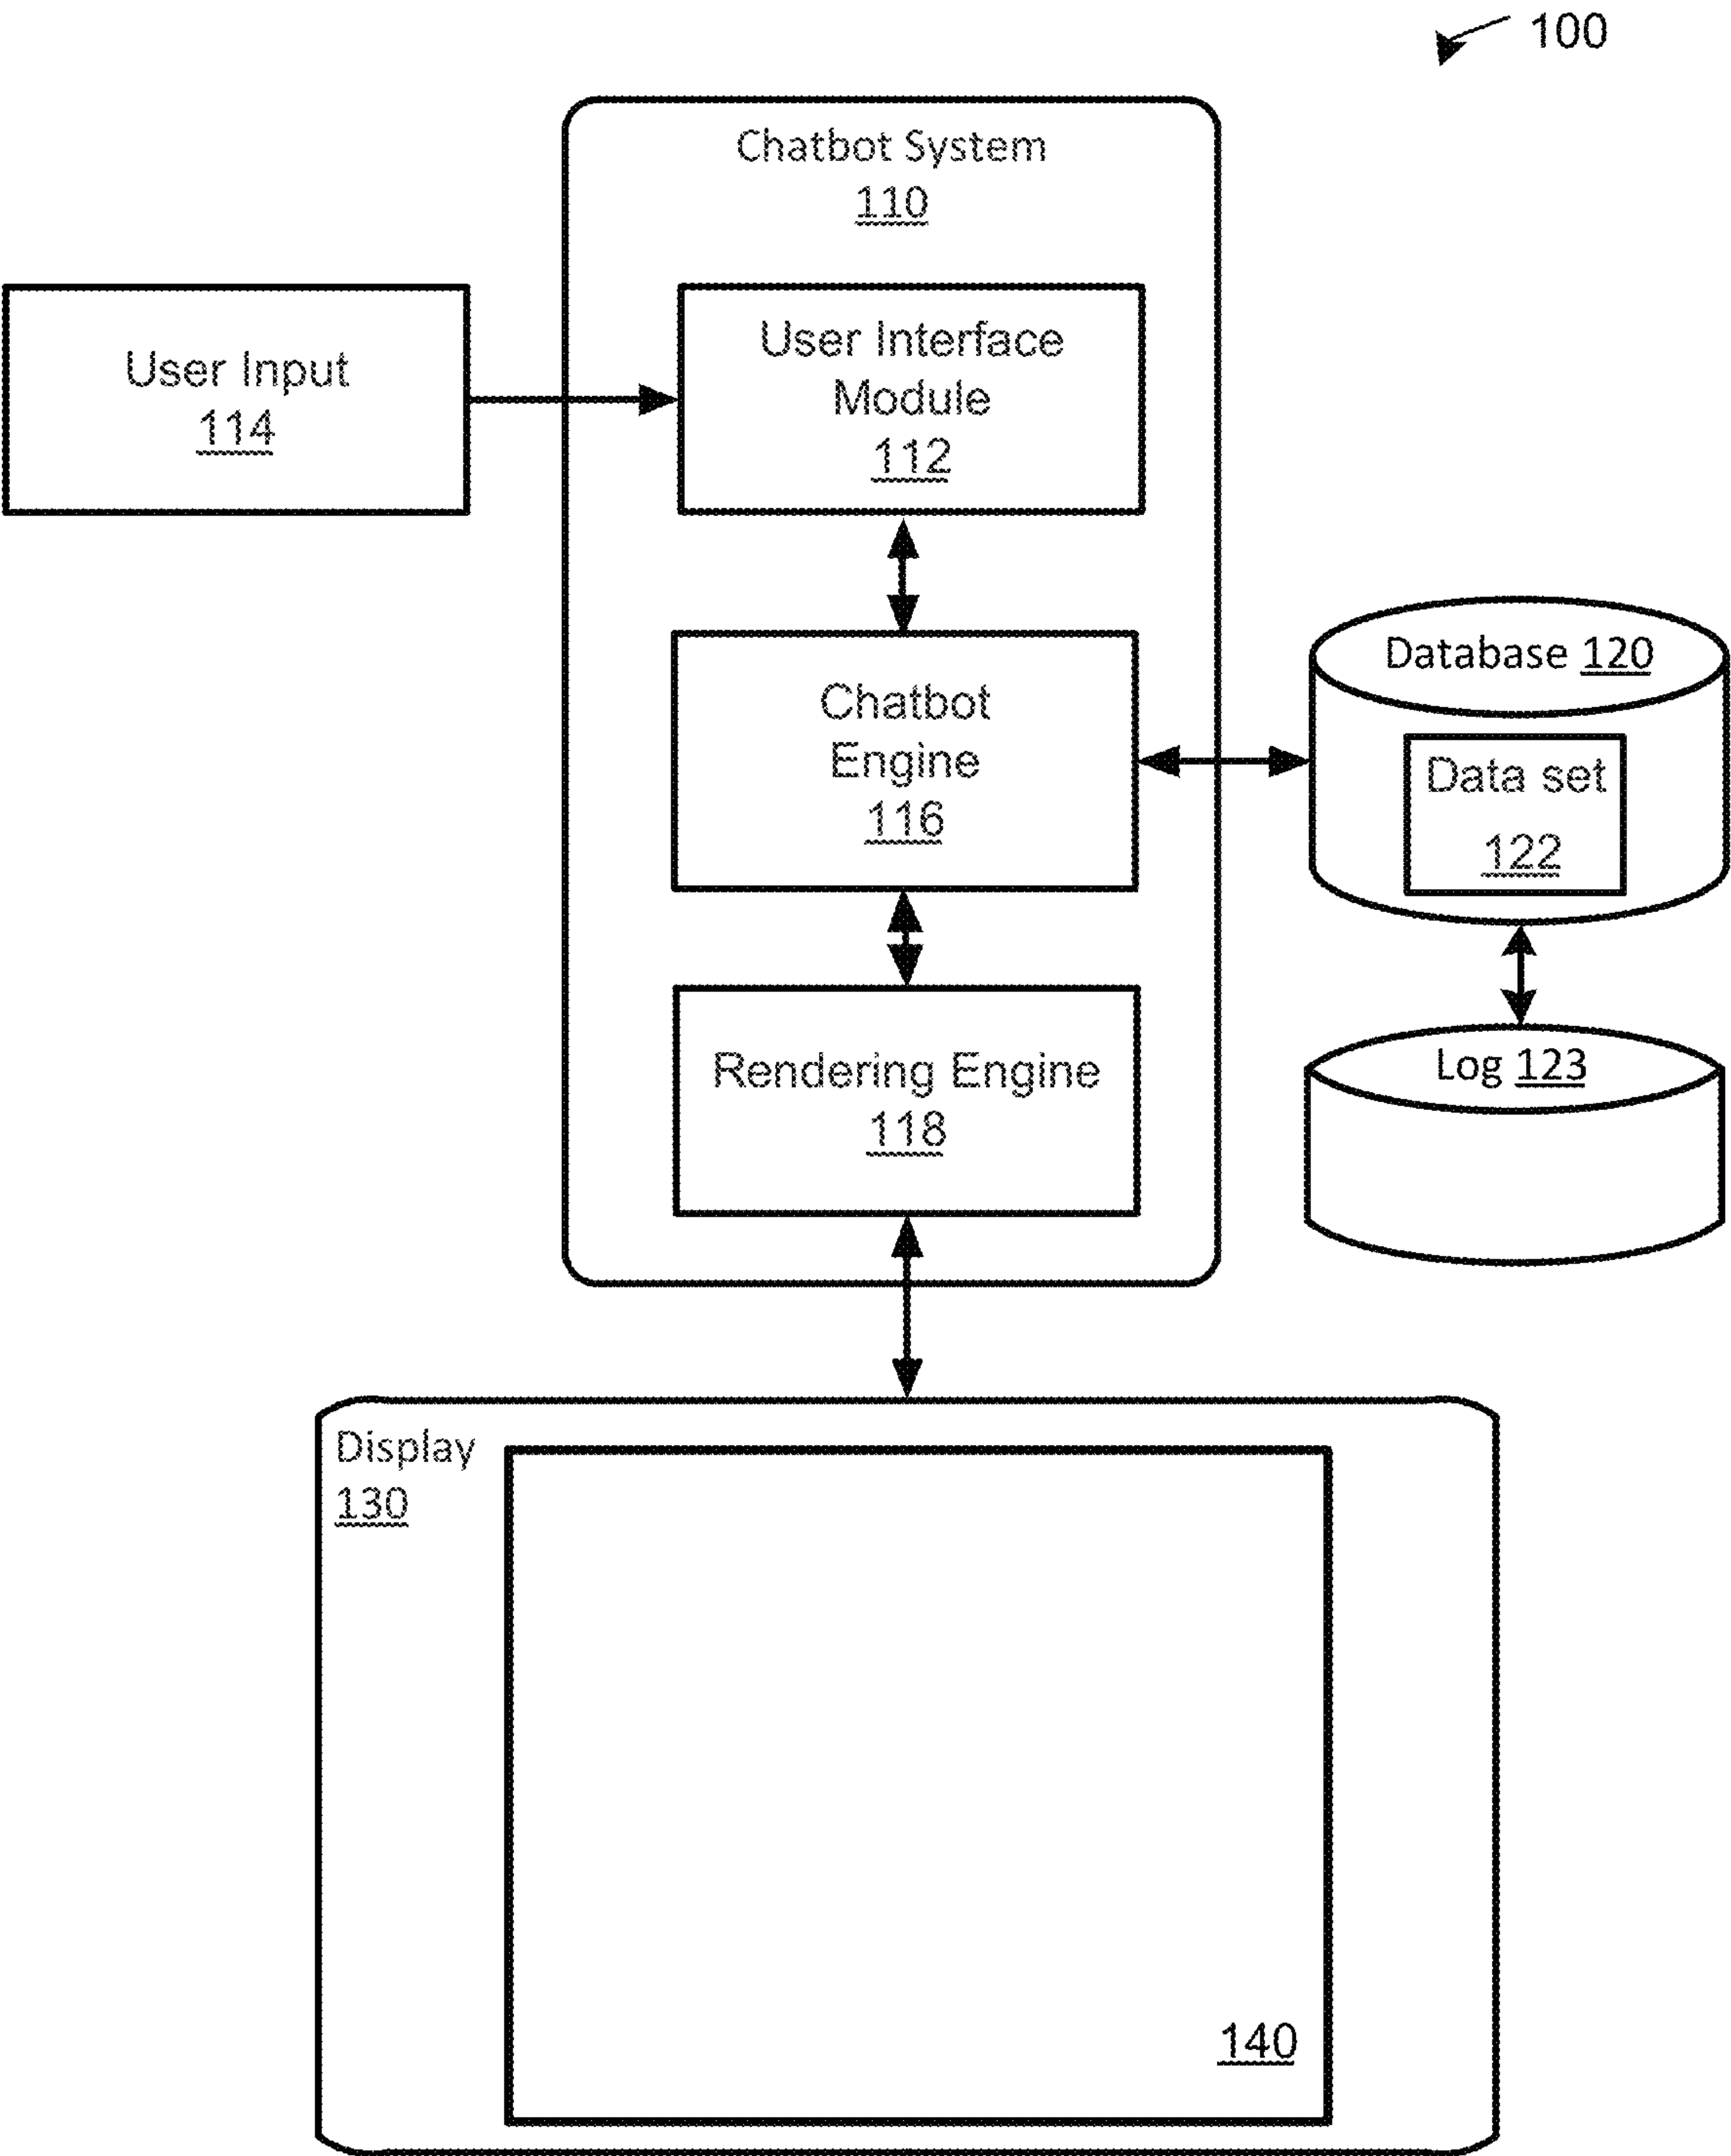 100
Chatbot System
110
User Input
114
User Interface
Module
112
Chatbot
Engine
116
Database 120
Data set
122
Rendering Engine
118
Log 123
Display
130
140